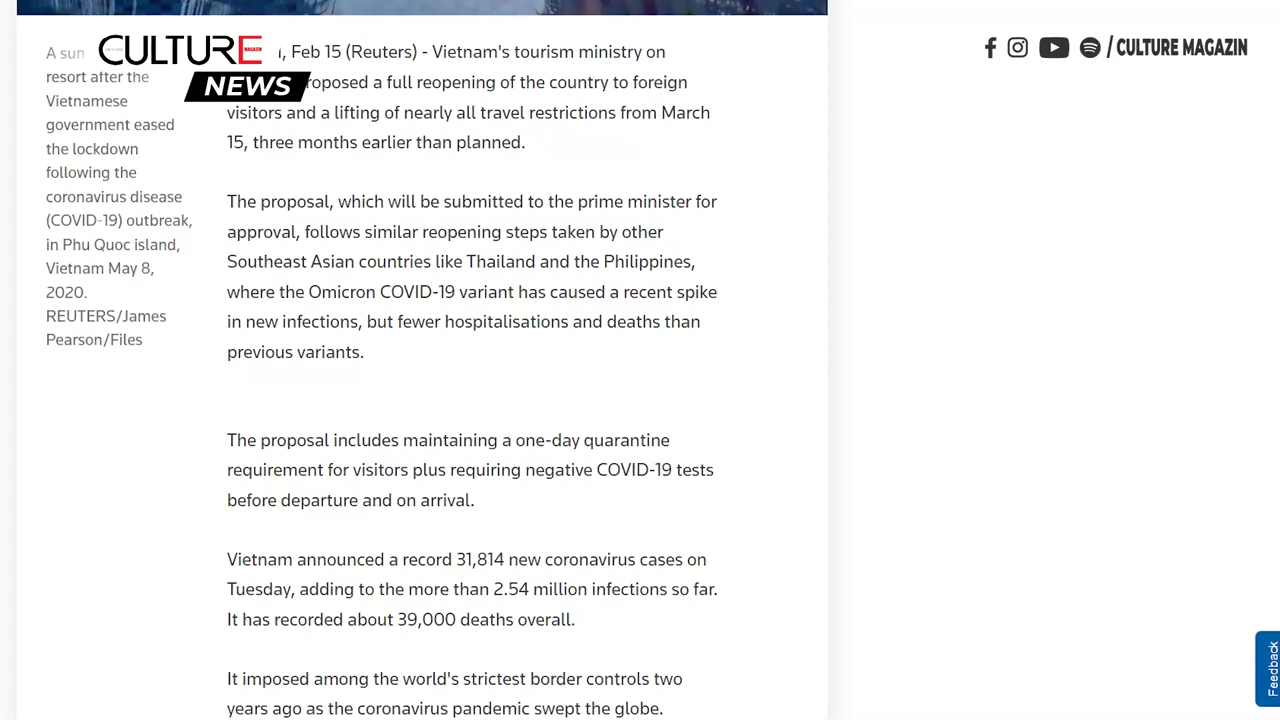 CULTURE
MAGAZIN
NEWS
/ CULTURE MAGAZIN
A sun
resort after the
Vietnamese
government eased
the lockdown
following the
coronavirus disease
(COVID-19) outbreak,
in Phu Quoc island,
Vietnam May 8,
2020.
REUTERS/James
Pearson/Files
, Feb 15 (Reuters) - Vietnam's tourism ministry on
roposed a full reopening of the country to foreign
visitors and a lifting of nearly all travel restrictions from March
15, three months earlier than planned.
The proposal, which will be submitted to the prime minister for
approval, follows similar reopening steps taken by other
Southeast Asian countries like Thailand and the Philippines,
where the Omicron COVID-19 variant has caused a recent spike
in new infections, but fewer hospitalisations and deaths than
previous variants.
The proposal includes maintaining a one-day quarantine
requirement for visitors plus requiring negative COVID-19 tests
before departure and on arrival.
Vietnam announced a record 31,814 new coronavirus cases on
Tuesday, adding to the more than 2.54 million infections so far.
It has recorded about 39,000 deaths overall.
It imposed among the world's strictest border controls two
years ago as the coronavirus pandemic swept the globe.
Feedback